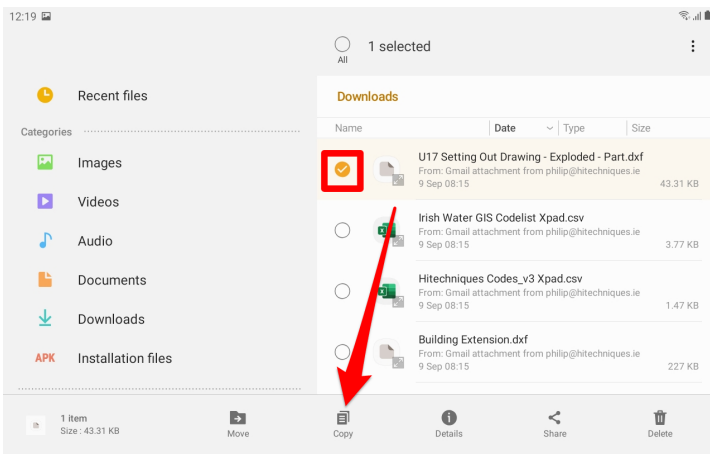 12:19
1 selected
All
Recent files
Downloads
Categories
Name Date Type Size
Images
U17 Setting Out Drawing - Exploded - Part.dxf
From: Gmail attachment from philip@hitechniques.ie
9 Sep 08:15 43.31 KB
Videos
Irish Water GIS Codelist Xpad.csv
From: Gmail attachment from philip@hitechniques.ie
9 Sep 08:15 3.77 KB
Audio
Documents
Hitechniques Codes_v3 Xpad.csv
From: Gmail attachment from philip@hitechniques.ie
9 Sep 08:15 1.47 KB
Downloads
Building Extension.dxf
From: Gmail attachment from philip@hitechniques.ie
9 Sep 08:15 227 KB
APK Installation files
1 item
Size : 43.31 KB
Move
Copy
Details
Share
Delete